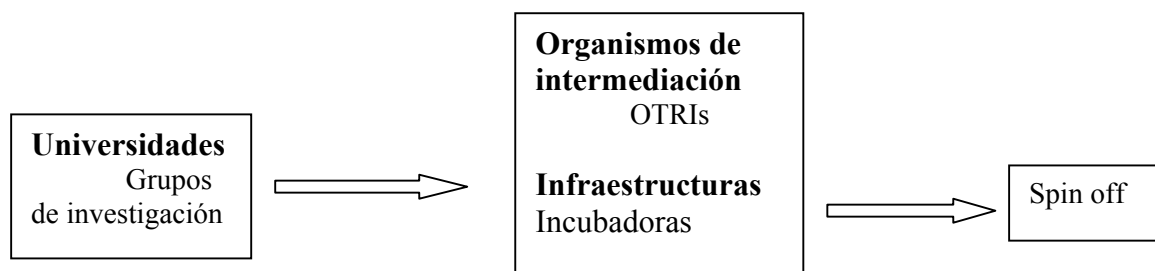 Universidades
Grupos
de investigación
Organismos de
intermediación
OTRIs
Infraestructuras
Incubadoras
Spin off